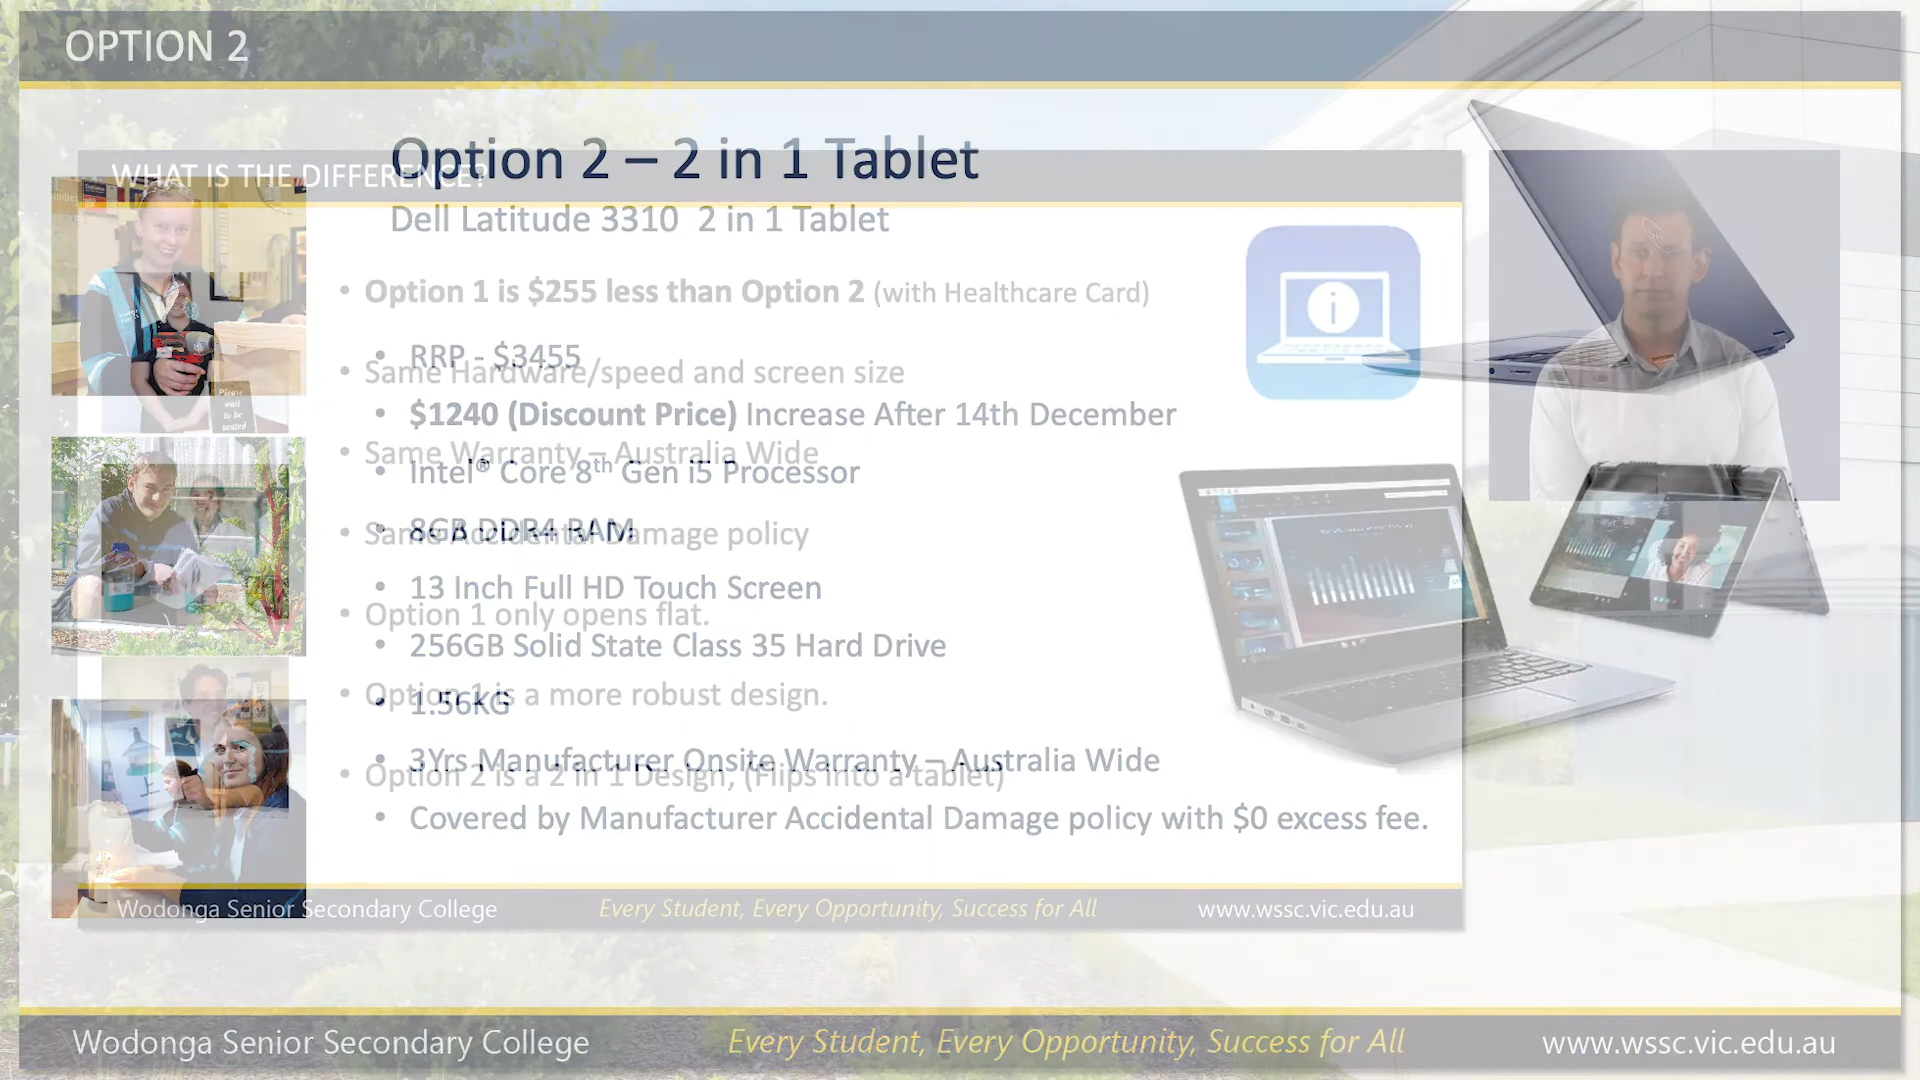 OPTION 2
Option 2 – 2 in 1 Tablet
WHAT IS THE DIFFERENCE?
Dell Latitude 3310 2 in 1 Tablet
• Option 1 is $255 less than Option 2 (with Healthcare Card)
• RRP - $3455
• Same Hardware/speed and screen size
• $1240 (Discount Price) Increase After 14th December
• Same Warranty – Australia Wide
• Intel® Core 8th Gen i5 Processor
• 8GB DDR4 RAM
• Same Accidental Damage policy
• 13 Inch Full HD Touch Screen
• Option 1 only opens flat.
• 256GB Solid State Class 35 Hard Drive
• Option 1 is a more robust design.
• 1.56KG
• 3Yrs Manufacturer Onsite Warranty – Australia Wide
• Option 2 is a 2 in 1 Design, (Flips into a tablet)
• Covered by Manufacturer Accidental Damage policy with $0 excess fee.
Please
wait
to be
seated
Wodonga Senior Secondary College
Every Student, Every Opportunity, Success for All
www.wssc.vic.edu.au
Wodonga Senior Secondary College
Every Student, Every Opportunity, Success for All
www.wssc.vic.edu.au